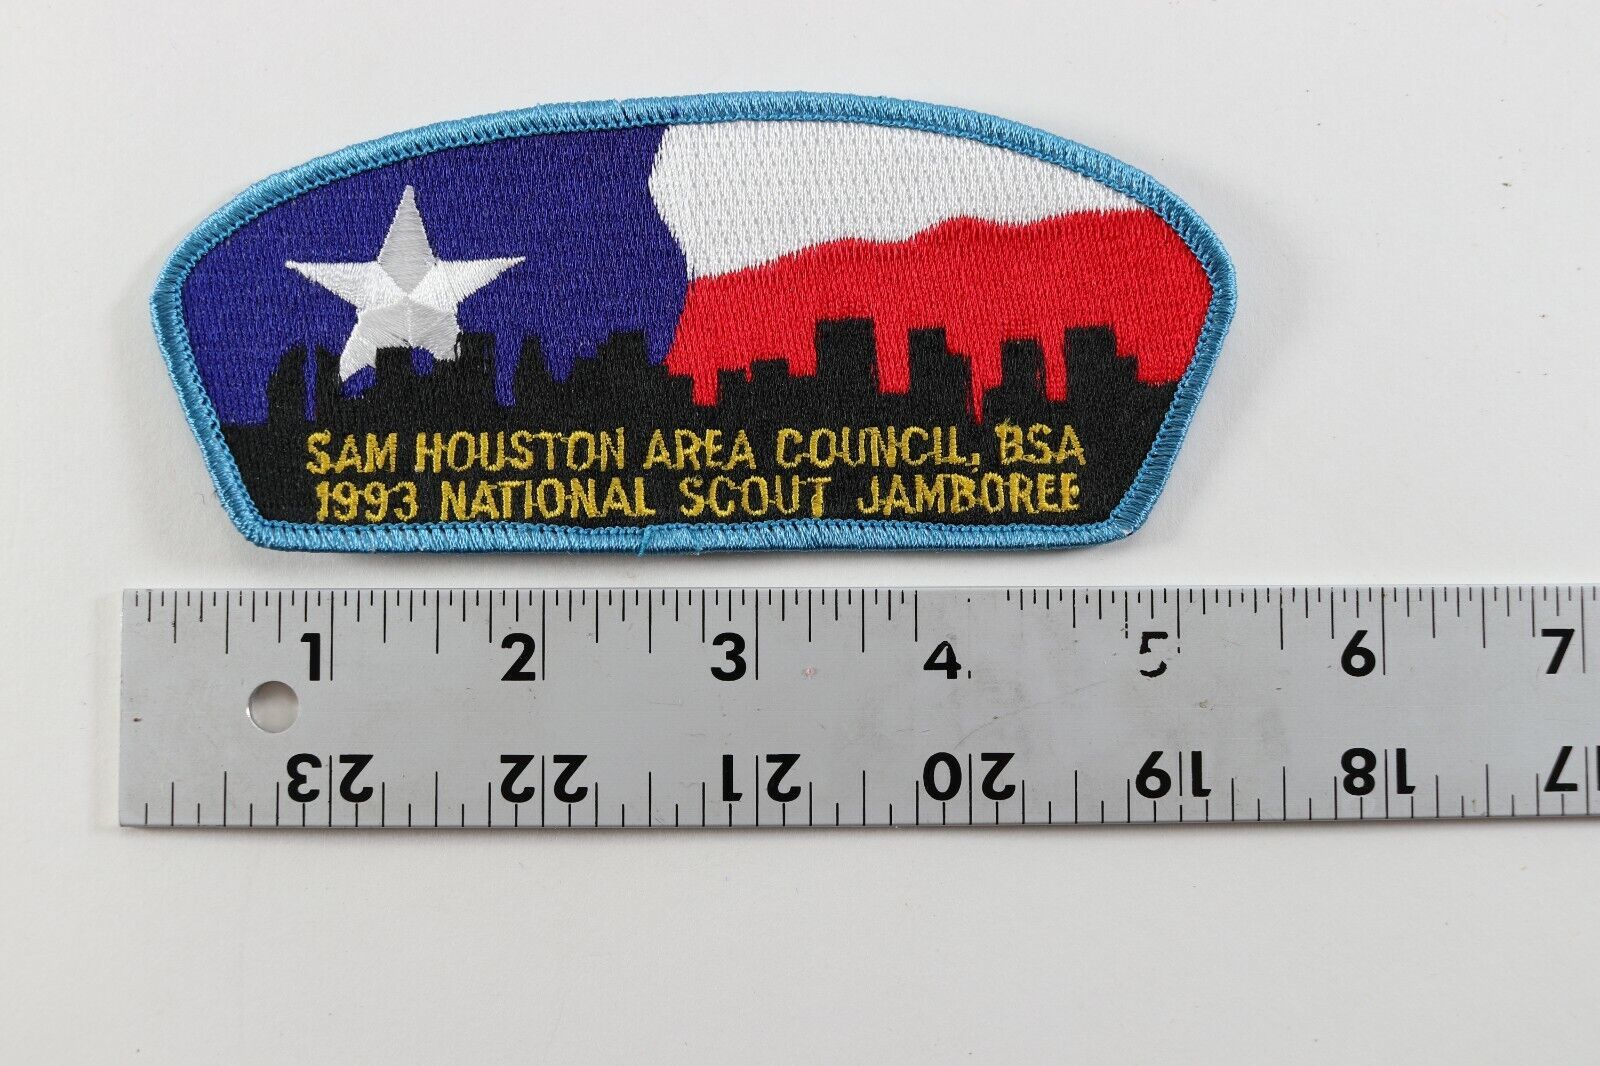 SAM HOUSTON AREA COUNCIL, BSA
1993 NATIONAL SCOUT JAMBOREE
1 2 3 4 5 6 7
23 22 21 20 19 18 17